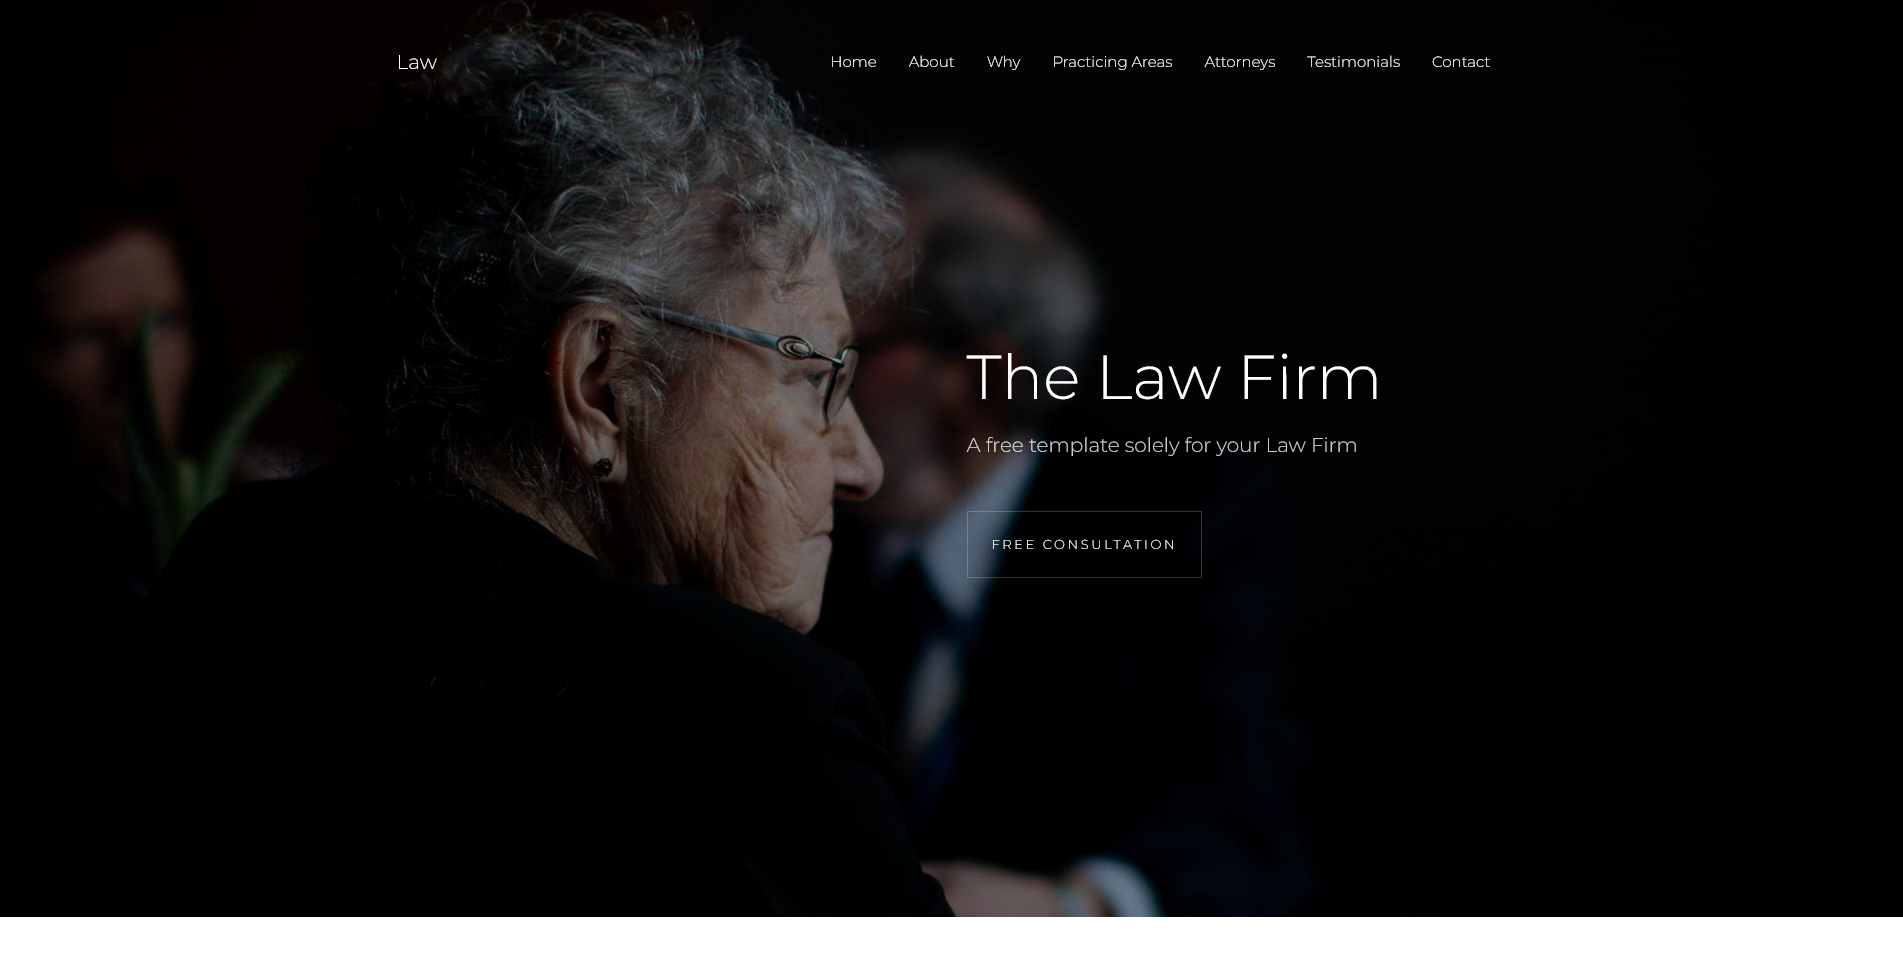 Law
Home About Why Practicing Areas Attorneys Testimonials Contact
The Law Firm
A free template solely for your Law Firm
FREE CONSULTATION